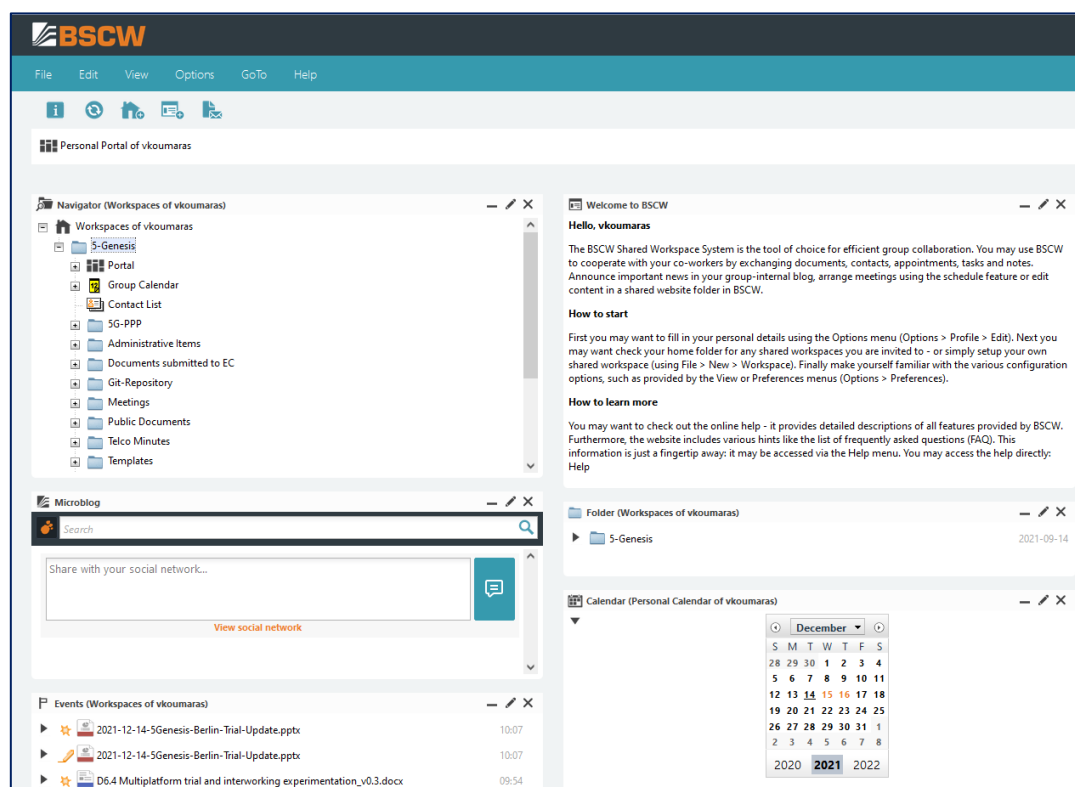 BSCW
File Edit View Options GoTo Help
Personal Portal of vkoumaras
Navigator (Workspaces of vkoumaras)
Workspaces of vkoumaras
5-Genesis
Portal
Group Calendar
Contact List
5G-PPP
Administrative Items
Documents submitted to EC
Git-Repository
Meetings
Public Documents
Telco Minutes
Templates
Microblog
Search
Share with your social network...
View social network
Events (Workspaces of vkoumaras)
2021-12-14-5Genesis-Berlin-Trial-Update.pptx 10:07
2021-12-14-5Genesis-Berlin-Trial-Update.pptx 10:07
D6.4 Multiplatform trial and interworking experimentation_v0.3.docx 09:54
Welcome to BSCW
Hello, vkoumaras
The BSCW Shared Workspace System is the tool of choice for efficient group collaboration. You may use BSCW
to cooperate with your co-workers by exchanging documents, contacts, appointments, tasks and notes.
Announce important news in your group-internal blog, arrange meetings using the schedule feature or edit
content in a shared website folder in BSCW.
How to start
First you may want to fill in your personal details using the Options menu (Options > Profile > Edit). Next you
may want check your home folder for any shared workspaces you are invited to - or simply setup your own
shared workspace (using File > New > Workspace). Finally make yourself familiar with the various configuration
options, such as provided by the View or Preferences menus (Options > Preferences).
How to learn more
You may want to check out the online help - it provides detailed descriptions of all features provided by BSCW.
Furthermore, the website includes various hints like the list of frequently asked questions (FAQ). This
information is just a fingertip away: it may be accessed via the Help menu. You may access the help directly:
Help
Folder (Workspaces of vkoumaras)
5-Genesis 2021-09-14
Calendar (Personal Calendar of vkoumaras)
December
S M T W T F S
28 29 30 1 2 3 4
5 6 7 8 9 10 11
12 13 14 15 16 17 18
19 20 21 22 23 24 25
26 27 28 29 30 31 1
2 3 4 5 6 7 8
2020 2021 2022